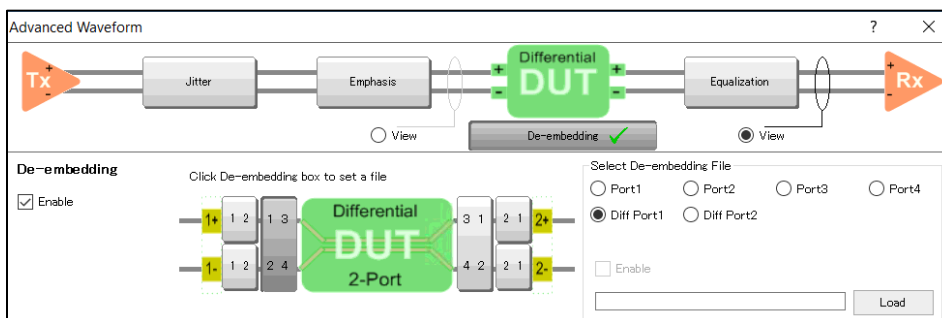 Advanced Waveform ? ×
Tx + - Jitter Emphasis + - Differential DUT + - Equalization + - Rx
View De-embedding ✓ View
De-embedding
Enable
Click De-embedding box to set a file
1+ 1 2 1 3 Differential 3 1 2 1 2+
DUT
1- 1 2 2 4 2-Port 4 2 2 1 2-
Select De-embedding File
Port1 Port2 Port3 Port4
Diff Port1 Diff Port2
Enable
Load